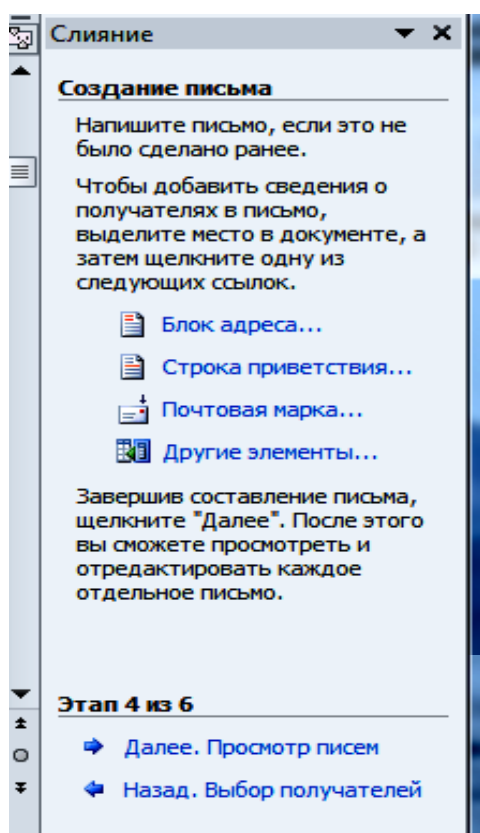 Слияние
Создание письма
Напишите письмо, если это не
было сделано ранее.
Чтобы добавить сведения о
получателях в письмо,
выделите место в документе, а
затем щелкните одну из
следующих ссылок.
Блок адреса...
Строка приветствия...
Почтовая марка...
Другие элементы...
Завершив составление письма,
щелкните "Далее". После этого
вы сможете просмотреть и
отредактировать каждое
отдельное письмо.
Этап 4 из 6
Далее. Просмотр писем
Назад. Выбор получателей